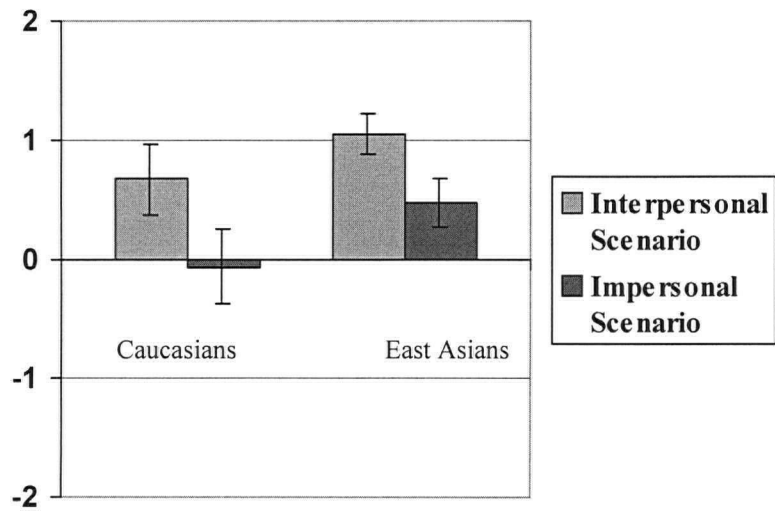 2
1
0
-1
-2
Caucasians
East Asians
Interpersonal
Scenario
Impersonal
Scenario